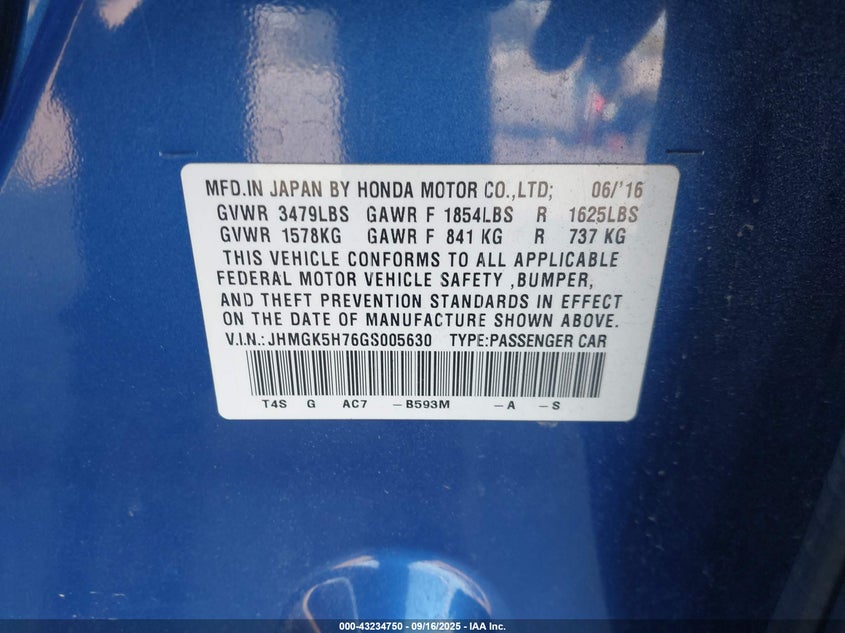 MFD.IN JAPAN BY HONDA MOTOR CO.,LTD; 06/'16
GVWR 3479LBS GAWR F 1854LBS R 1625LBS
GVWR 1578KG GAWR F 841 KG R 737 KG
THIS VEHICLE CONFORMS TO ALL APPLICABLE
FEDERAL MOTOR VEHICLE SAFETY ,BUMPER,
AND THEFT PREVENTION STANDARDS IN EFFECT
ON THE DATE OF MANUFACTURE SHOWN ABOVE.
V.I.N.: JHMGK5H76GS005630 TYPE:PASSENGER CAR
T4S G AC7 -B593M -A -S
000-43234750 - 09/16/2025 - IAA Inc.